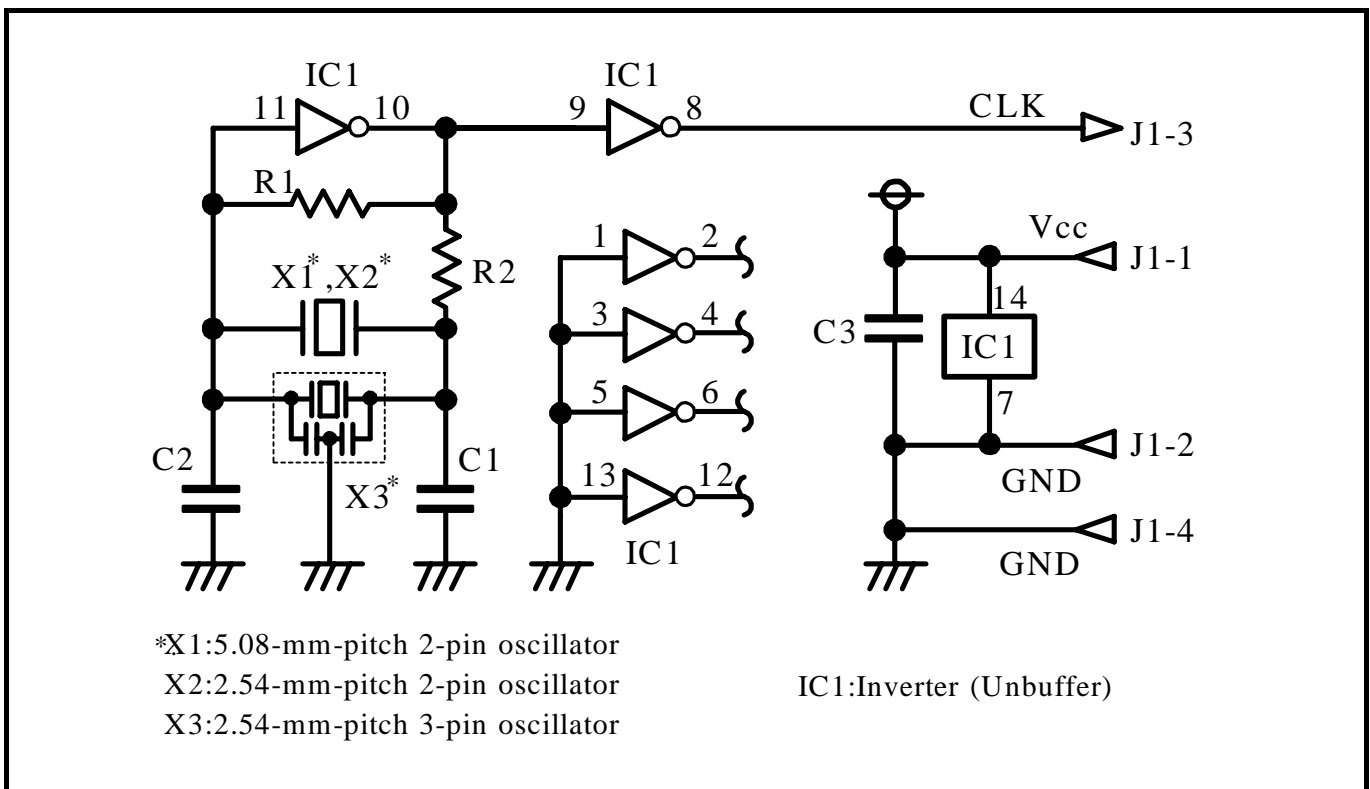 IC1
IC1
11
10
9
8
CLK
J1-3
R1
1
2
Vcc
J1-1
X1*,X2*
R2
3
4
C3
14
IC1
5
6
7
C2
X3*
C1
13
12
J1-2
GND
IC1
J1-4
GND
*X1:5.08-mm-pitch 2-pin oscillator
X2:2.54-mm-pitch 2-pin oscillator
IC1:Inverter (Unbuffer)
X3:2.54-mm-pitch 3-pin oscillator